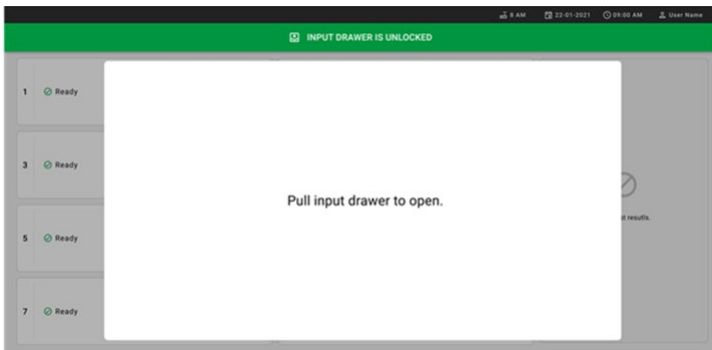 8 AM 22-01-2021 09:00 AM User Name
INPUT DRAWER IS UNLOCKED
1 Ready
3 Ready
Pull input drawer to open.
5 Ready
7 Ready